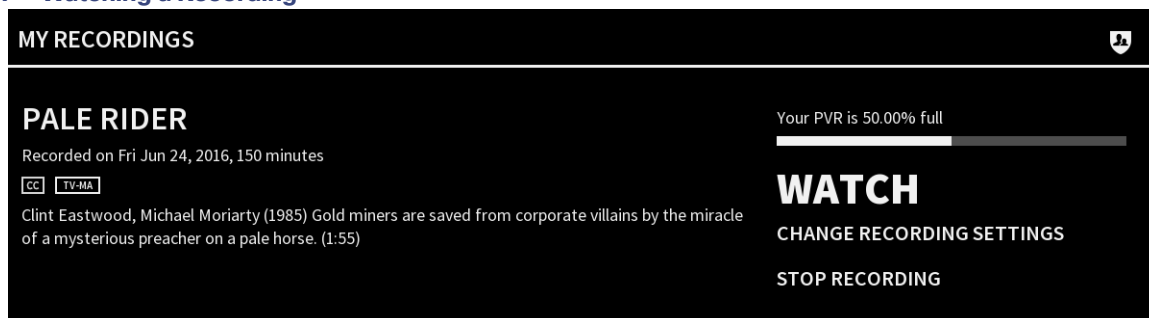 Watching a Recording
MY RECORDINGS
PALE RIDER
Recorded on Fri Jun 24, 2016, 150 minutes
CC TV-MA
Clint Eastwood, Michael Moriarty (1985) Gold miners are saved from corporate villains by the miracle
of a mysterious preacher on a pale horse. (1:55)
Your PVR is 50.00% full
WATCH
CHANGE RECORDING SETTINGS
STOP RECORDING